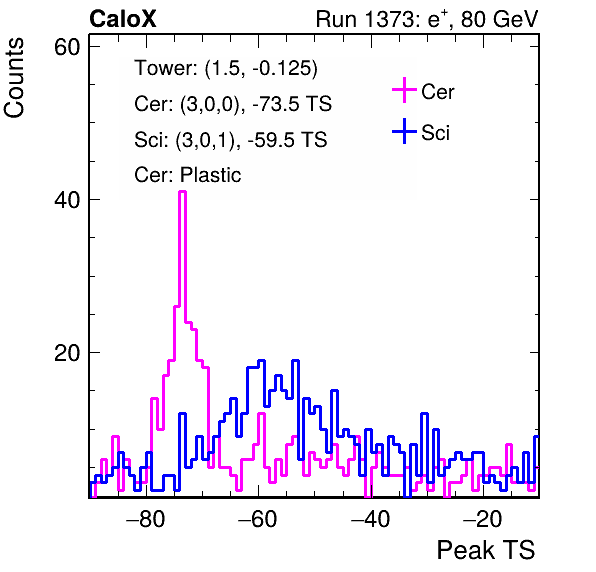 CaloX Run 1373: e⁺, 80 GeV
Counts
60
40
20
Tower: (1.5, -0.125)
Cer: (3,0,0), -73.5 TS
Sci: (3,0,1), -59.5 TS
Cer: Plastic
Cer
Sci
−80 −60 −40 −20
Peak TS